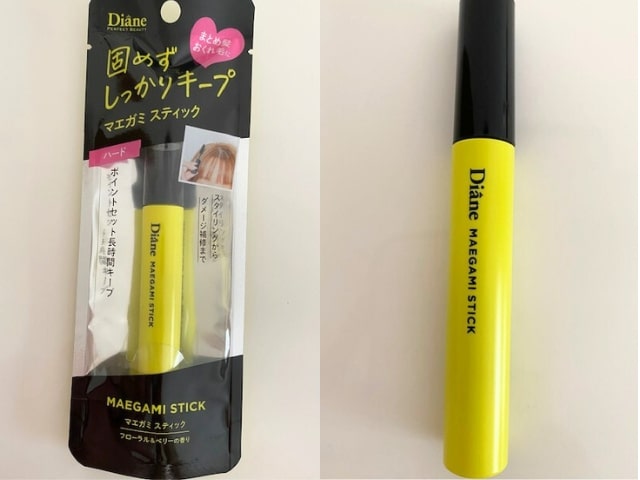 Diane
PERFECT BEAUTY
まとめ髪
おくれ毛に
固めず
しっかりキープ
マエガミ スティック
ハード
ポイントセット長時間キープ
スタイリングから
ダメージ補修まで
Diane MAEGAMI STICK
MAEGAMI STICK
マエガミ スティック
フローラル&ベリーの香り
Diane MAEGAMI STICK